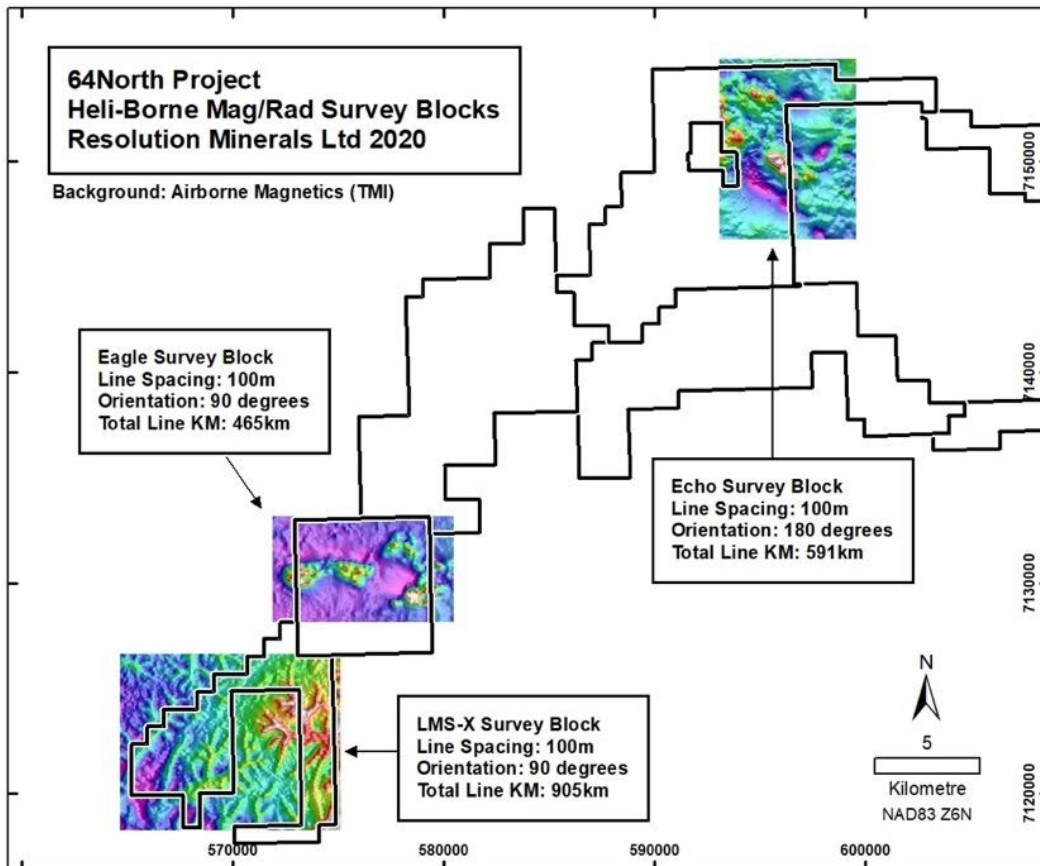 64North Project
Heli-Borne Mag/Rad Survey Blocks
Resolution Minerals Ltd 2020
Background: Airborne Magnetics (TMI)
7150000
Eagle Survey Block
Line Spacing: 100m
Orientation: 90 degrees
Total Line KM: 465km
7140000
Echo Survey Block
Line Spacing: 100m
Orientation: 180 degrees
Total Line KM: 591km
7130000
LMS-X Survey Block
Line Spacing: 100m
Orientation: 90 degrees
Total Line KM: 905km
N
5
Kilometre
NAD83 Z6N
7120000
570000
580000
590000
600000